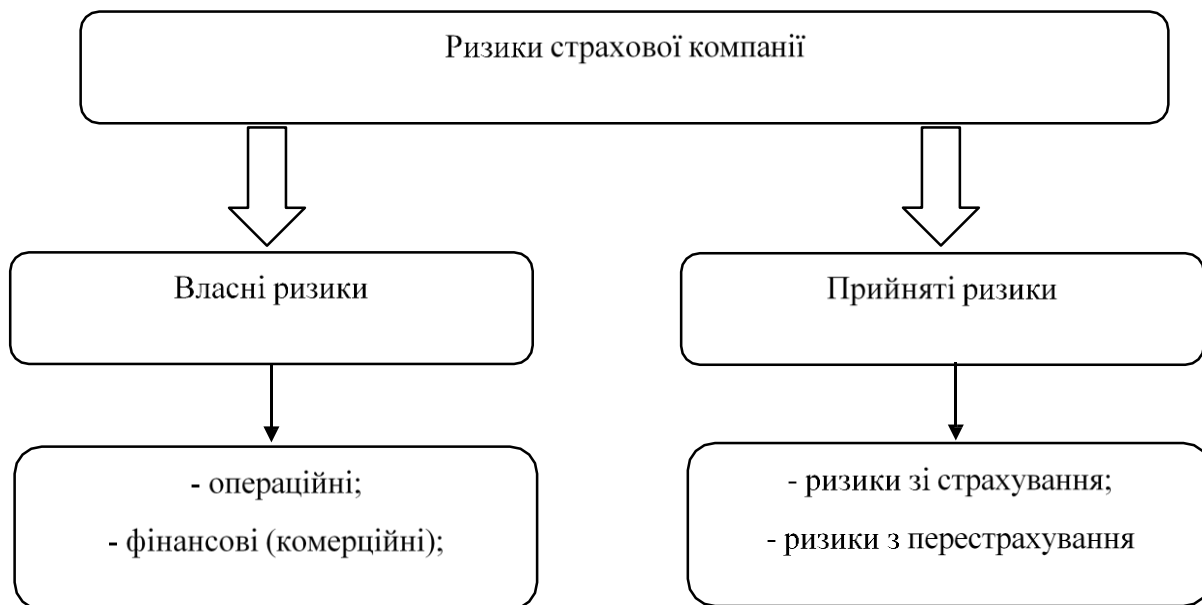 Ризики страхової компанії
Власні ризики
Прийняті ризики
- операційні;
- фінансові (комерційні);
- ризики зі страхування;
- ризики з перестрахування